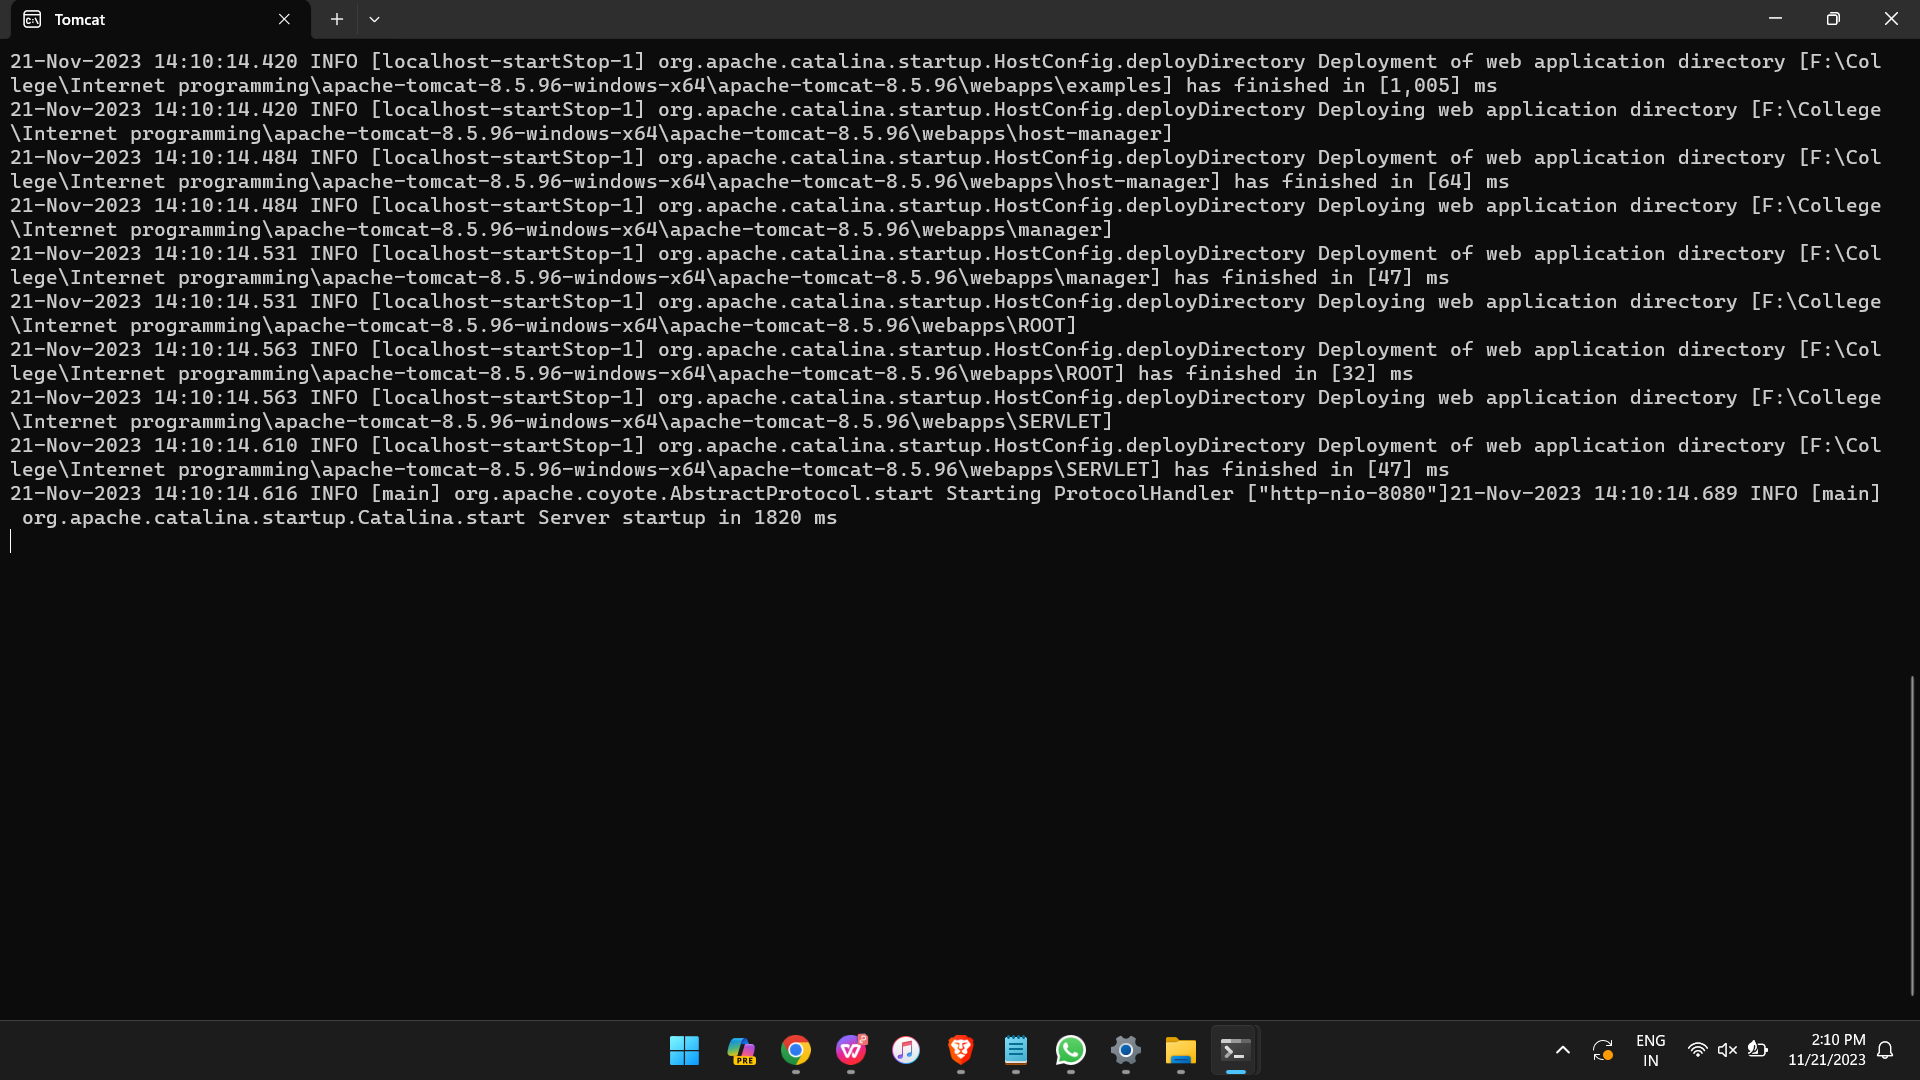 Tomcat
21-Nov-2023 14:10:14.420 INFO [localhost-startStop-1] org.apache.catalina.startup.HostConfig.deployDirectory Deployment of web application directory [F:\Col
lege\Internet programming\apache-tomcat-8.5.96-windows-x64\apache-tomcat-8.5.96\webapps\examples] has finished in [1,005] ms
21-Nov-2023 14:10:14.420 INFO [localhost-startStop-1] org.apache.catalina.startup.HostConfig.deployDirectory Deploying web application directory [F:\College
\Internet programming\apache-tomcat-8.5.96-windows-x64\apache-tomcat-8.5.96\webapps\host-manager]
21-Nov-2023 14:10:14.484 INFO [localhost-startStop-1] org.apache.catalina.startup.HostConfig.deployDirectory Deployment of web application directory [F:\Col
lege\Internet programming\apache-tomcat-8.5.96-windows-x64\apache-tomcat-8.5.96\webapps\host-manager] has finished in [64] ms
21-Nov-2023 14:10:14.484 INFO [localhost-startStop-1] org.apache.catalina.startup.HostConfig.deployDirectory Deploying web application directory [F:\College
\Internet programming\apache-tomcat-8.5.96-windows-x64\apache-tomcat-8.5.96\webapps\manager]
21-Nov-2023 14:10:14.531 INFO [localhost-startStop-1] org.apache.catalina.startup.HostConfig.deployDirectory Deployment of web application directory [F:\Col
lege\Internet programming\apache-tomcat-8.5.96-windows-x64\apache-tomcat-8.5.96\webapps\manager] has finished in [47] ms
21-Nov-2023 14:10:14.531 INFO [localhost-startStop-1] org.apache.catalina.startup.HostConfig.deployDirectory Deploying web application directory [F:\College
\Internet programming\apache-tomcat-8.5.96-windows-x64\apache-tomcat-8.5.96\webapps\ROOT]
21-Nov-2023 14:10:14.563 INFO [localhost-startStop-1] org.apache.catalina.startup.HostConfig.deployDirectory Deployment of web application directory [F:\Col
lege\Internet programming\apache-tomcat-8.5.96-windows-x64\apache-tomcat-8.5.96\webapps\ROOT] has finished in [32] ms
21-Nov-2023 14:10:14.563 INFO [localhost-startStop-1] org.apache.catalina.startup.HostConfig.deployDirectory Deploying web application directory [F:\College
\Internet programming\apache-tomcat-8.5.96-windows-x64\apache-tomcat-8.5.96\webapps\SERVLET]
21-Nov-2023 14:10:14.610 INFO [localhost-startStop-1] org.apache.catalina.startup.HostConfig.deployDirectory Deployment of web application directory [F:\Col
lege\Internet programming\apache-tomcat-8.5.96-windows-x64\apache-tomcat-8.5.96\webapps\SERVLET] has finished in [47] ms
21-Nov-2023 14:10:14.616 INFO [main] org.apache.coyote.AbstractProtocol.start Starting ProtocolHandler ["http-nio-8080"]21-Nov-2023 14:10:14.689 INFO [main]
 org.apache.catalina.startup.Catalina.start Server startup in 1820 ms
PRE
ENG
IN
2:10 PM
11/21/2023